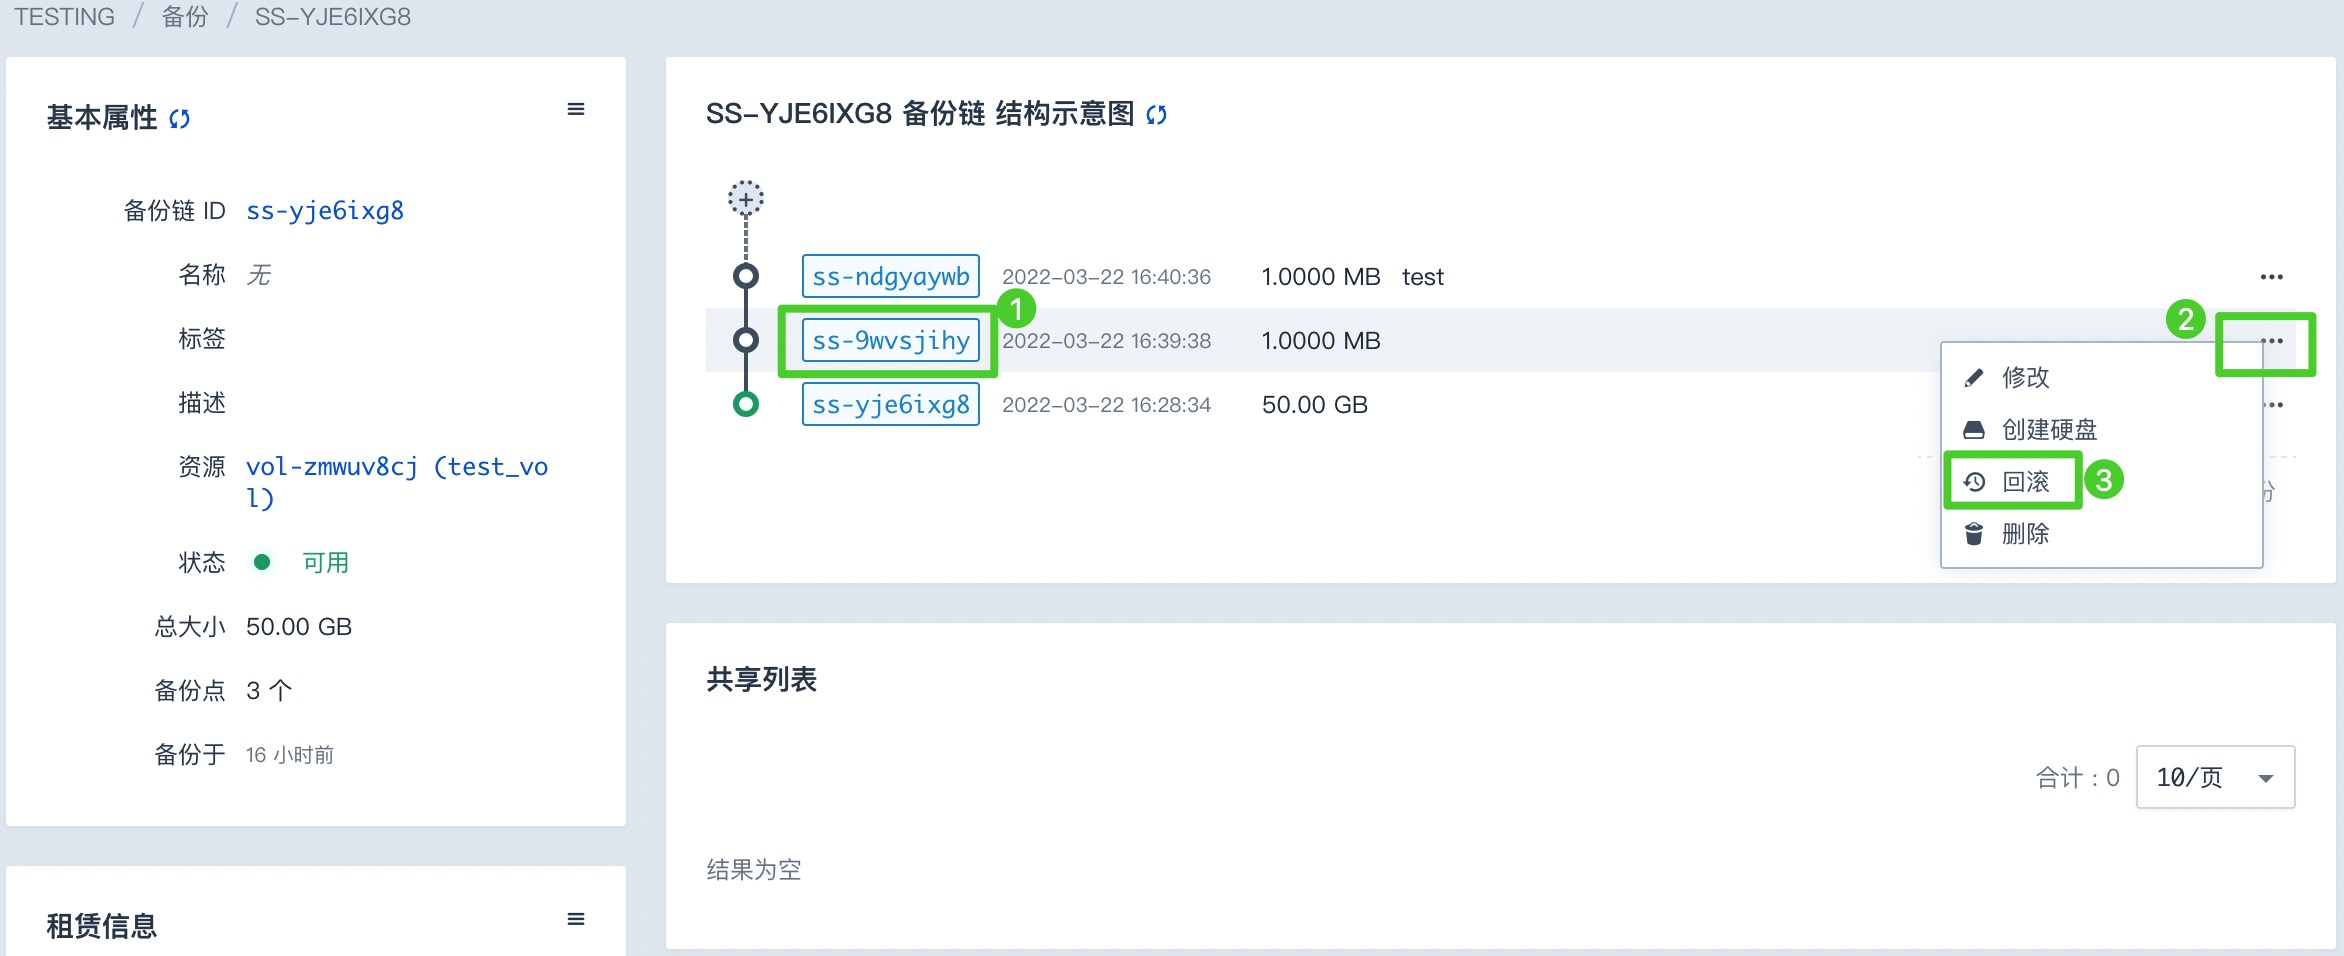 TESTING / 备份 / SS-YJE6IXG8
基本属性
备份链 ID ss-yje6ixg8
名称 无
标签
描述
资源 vol-zmwuv8cj (test_vo
l)
状态 可用
总大小 50.00 GB
备份点 3 个
备份于 16 小时前
租赁信息
SS-YJE6IXG8 备份链 结构示意图
ss-ndgyaywb 2022-03-22 16:40:36 1.0000 MB test
1
ss-9wvsjihy 2022-03-22 16:39:38 1.0000 MB
2
ss-yje6ixg8 2022-03-22 16:28:34 50.00 GB
修改
创建硬盘
回滚 3
份
删除
共享列表
合计：0 10/页
结果为空